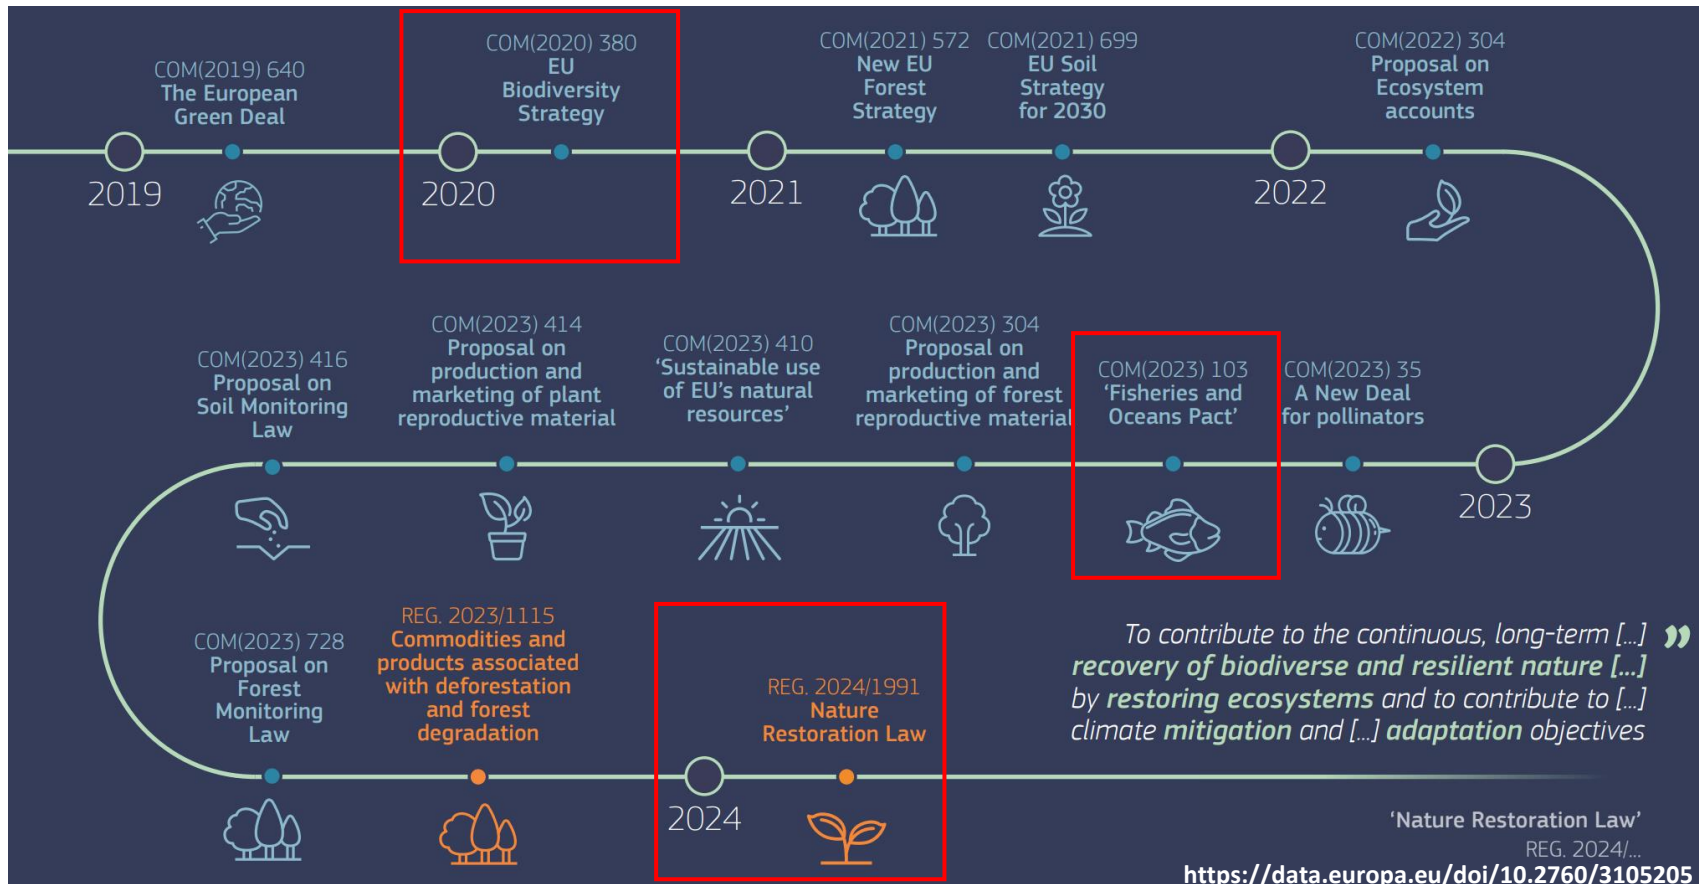 COM(2019) 640
The European
Green Deal
COM(2020) 380
EU
Biodiversity
Strategy
COM(2021) 572
New EU
Forest
Strategy
COM(2021) 699
EU Soil
Strategy
for 2030
COM(2022) 304
Proposal on
Ecosystem
accounts
2019
2020
2021
2022
COM(2023) 416
Proposal on
Soil Monitoring
Law
COM(2023) 414
Proposal on
production and
marketing of plant
reproductive material
COM(2023) 410
‘Sustainable use
of EU’s natural
resources’
COM(2023) 304
Proposal on
production and
marketing of forest
reproductive material
COM(2023) 103
‘Fisheries and
Oceans Pact’
COM(2023) 35
A New Deal
for pollinators
2023
COM(2023) 728
Proposal on
Forest
Monitoring
Law
REG. 2023/1115
Commodities and
products associated
with deforestation
and forest
degradation
REG. 2024/1991
Nature
Restoration Law
2024
To contribute to the continuous, long-term [...] ”
recovery of biodiverse and resilient nature [...]
by restoring ecosystems and to contribute to [...]
climate mitigation and [...] adaptation objectives
‘Nature Restoration Law’
REG. 2024/...
https://data.europa.eu/doi/10.2760/3105205